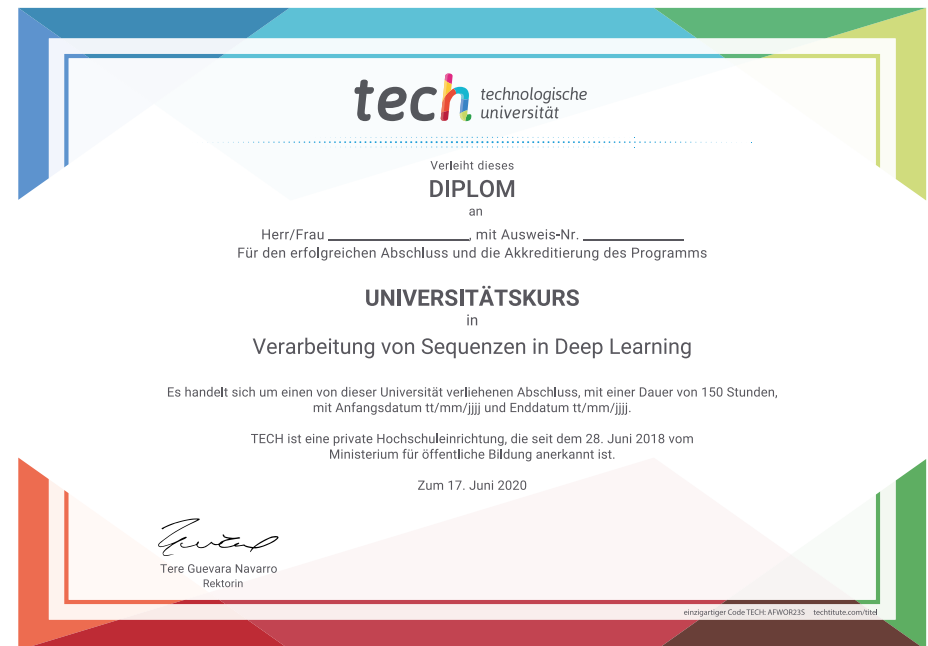 tech technologische
universität
Verleiht dieses
DIPLOM
an
Herr/Frau ____________________, mit Ausweis-Nr. ______________
Für den erfolgreichen Abschluss und die Akkreditierung des Programms
UNIVERSITÄTSKURS
in
Verarbeitung von Sequenzen in Deep Learning
Es handelt sich um einen von dieser Universität verliehenen Abschluss, mit einer Dauer von 150 Stunden,
mit Anfangsdatum tt/mm/jjjj und Enddatum tt/mm/jjjj.
TECH ist eine private Hochschuleinrichtung, die seit dem 28. Juni 2018 vom
Ministerium für öffentliche Bildung anerkannt ist.
Zum 17. Juni 2020
Tere Guevara Navarro
Rektorin
einzigartiger Code TECH: AFWOR23S techtitute.com/titel